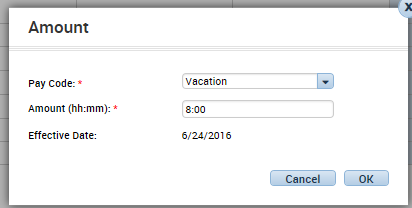 x
Amount
Pay Code: * Vacation
Amount (hh:mm): * 8:00
Effective Date: 6/24/2016
Cancel OK